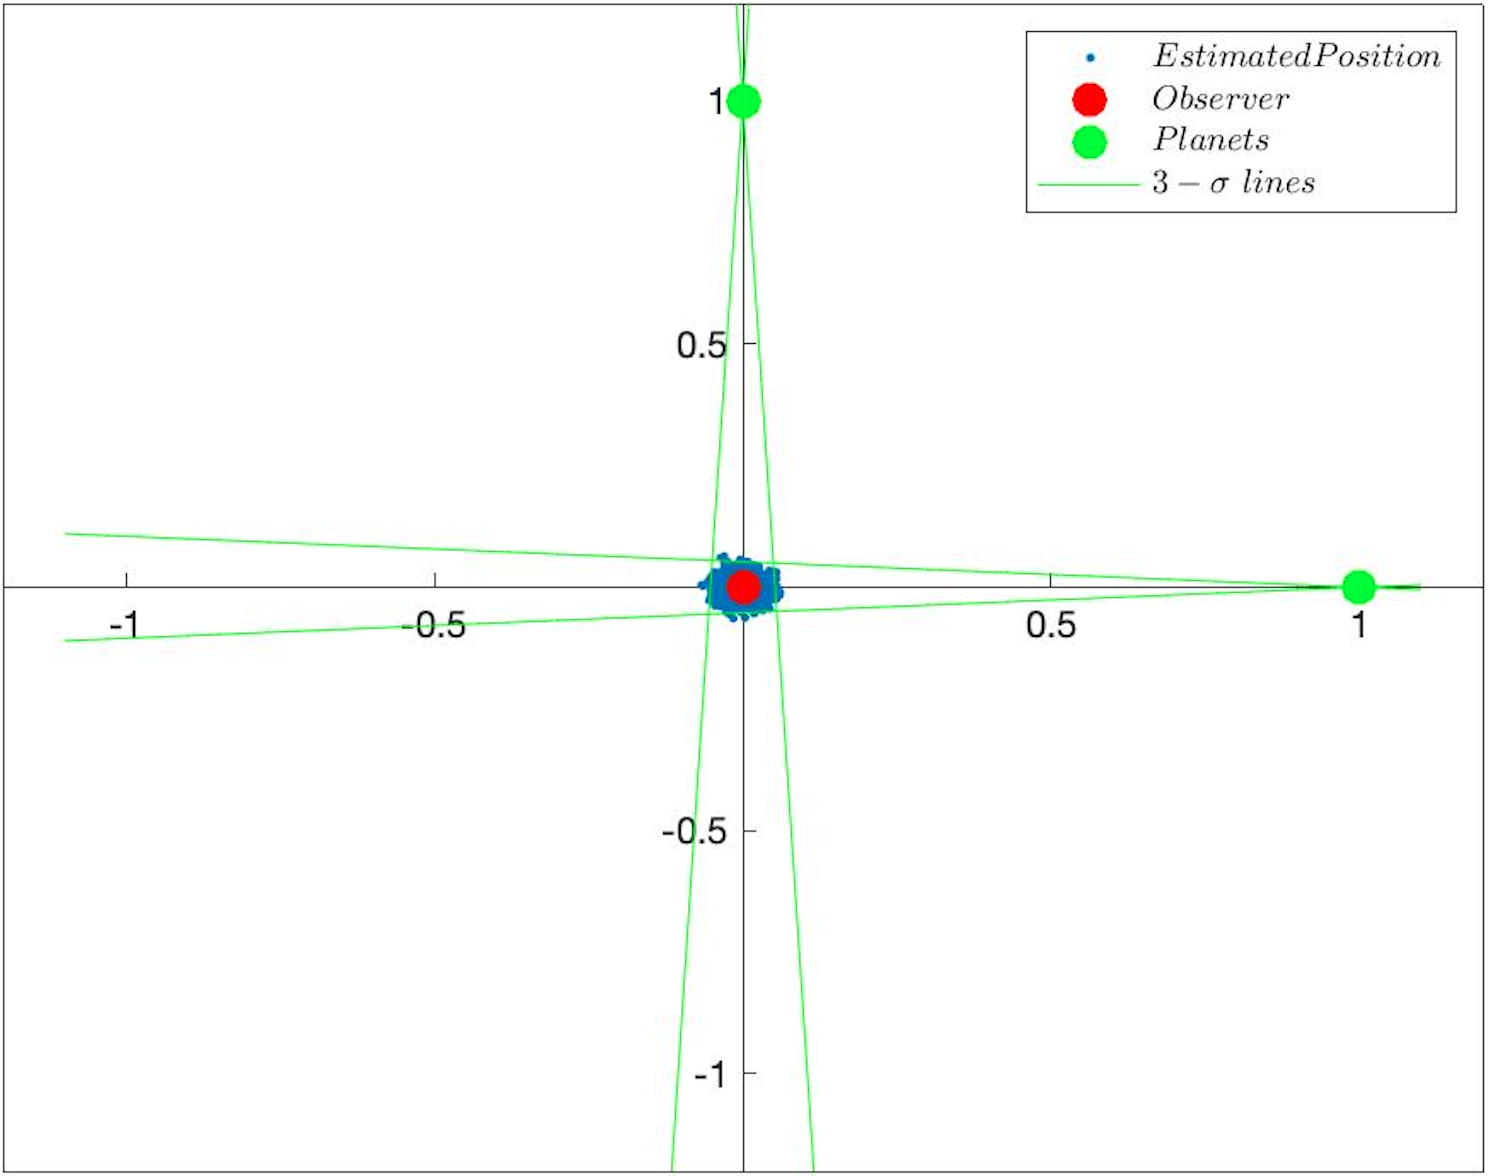 EstimatedPosition
1
Observer
Planets
3 − σ lines
0.5
-1
-0.5
0.5
1
-0.5
-1